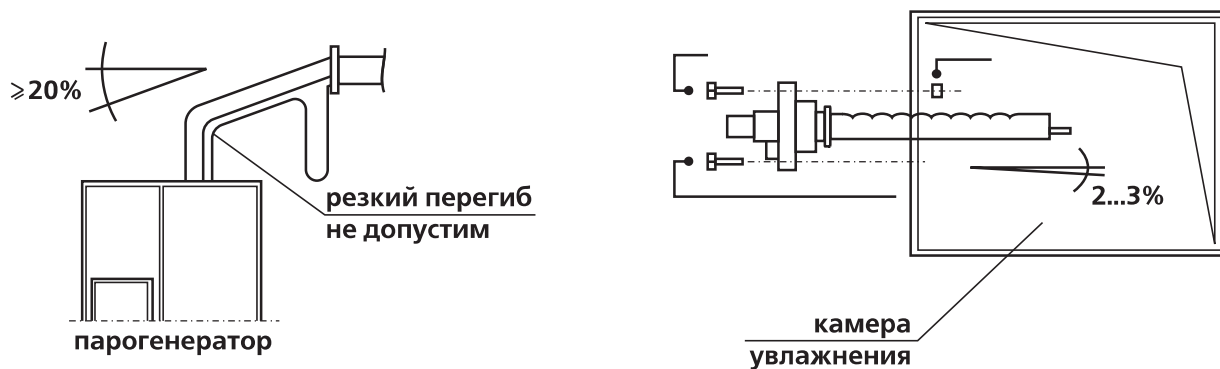 ⩾20%
резкий перегиб
не допустим
парогенератор
2...3%
камера
увлажнения